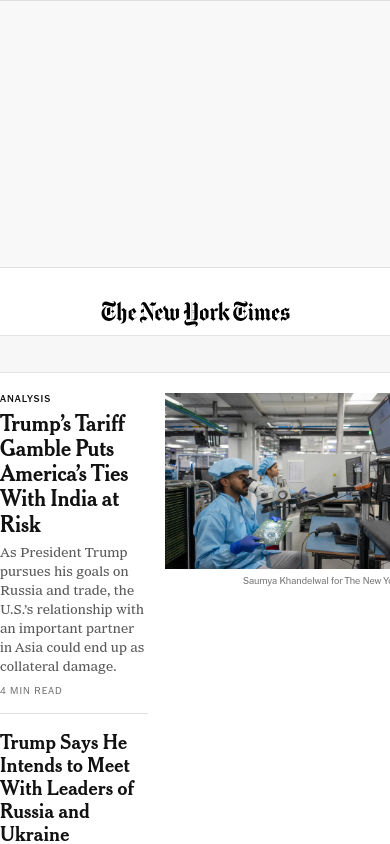 The New York Times
ANALYSIS
Trump's Tariff
Gamble Puts
America's Ties
With India at
Risk
As President Trump
pursues his goals on
Russia and trade, the
U.S.'s relationship with
an important partner
in Asia could end up as
collateral damage.
4 MIN READ
Saumya Khandelwal for The New Yo
Trump Says He
Intends to Meet
With Leaders of
Russia and
Ukraine